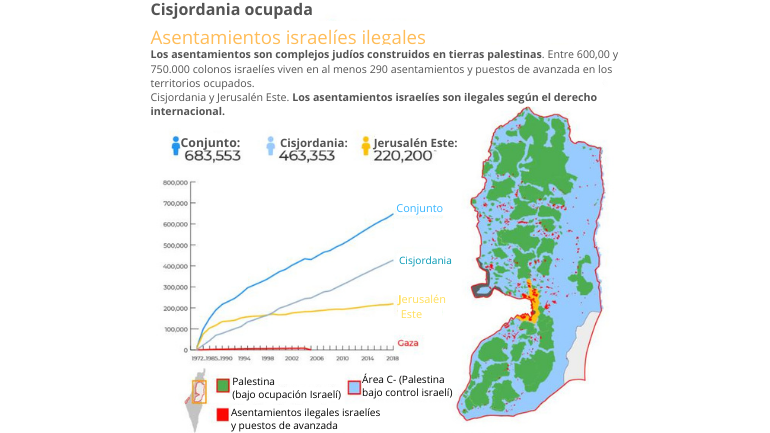 Cisjordania ocupada
Asentamientos israelíes ilegales
Los asentamientos son complejos judíos construidos en tierras palestinas. Entre 600,00 y
750.000 colonos israelíes viven en al menos 290 asentamientos y puestos de avanzada en los
territorios ocupados.
Cisjordania y Jerusalén Este. Los asentamientos israelíes son ilegales según el derecho
internacional.
Conjunto:
683,553
Cisjordania:
463,353
Jerusalén Este:
220,200
800,000
700,000
600,000
500,000
400,000
300,000
200,000
100,000
0
Conjunto
Cisjordania
Jerusalén
Este
Gaza
1972 1985 1990 1994 1998 2002 2006 2010 2014 2018
Palestina
(bajo ocupación Israelí)
Área C- (Palestina
bajo control israelí)
Asentamientos ilegales israelíes
y puestos de avanzada